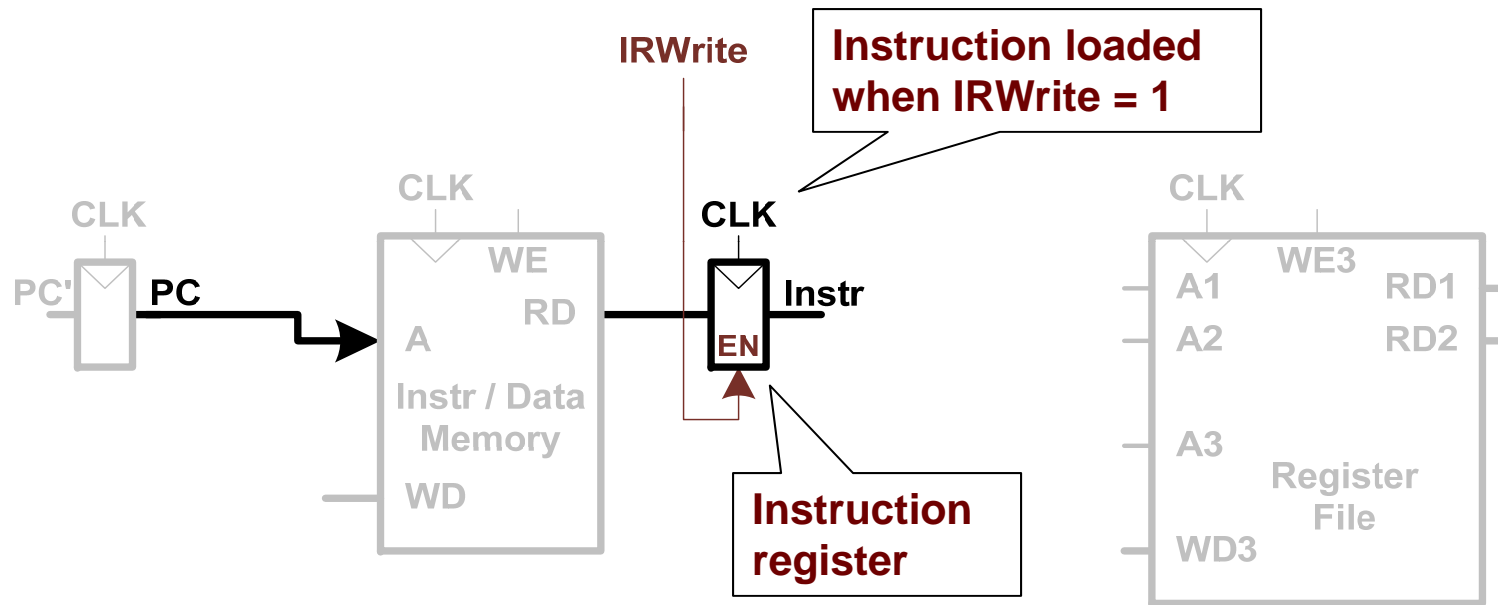 IRWrite
Instruction loaded
when IRWrite = 1
CLK
CLK
CLK
CLK
PC'
PC
WE
RD
A
Instr / Data
Memory
WD
EN
Instr
WE3
A1
RD1
A2
RD2
A3
Register
File
WD3
Instruction
register